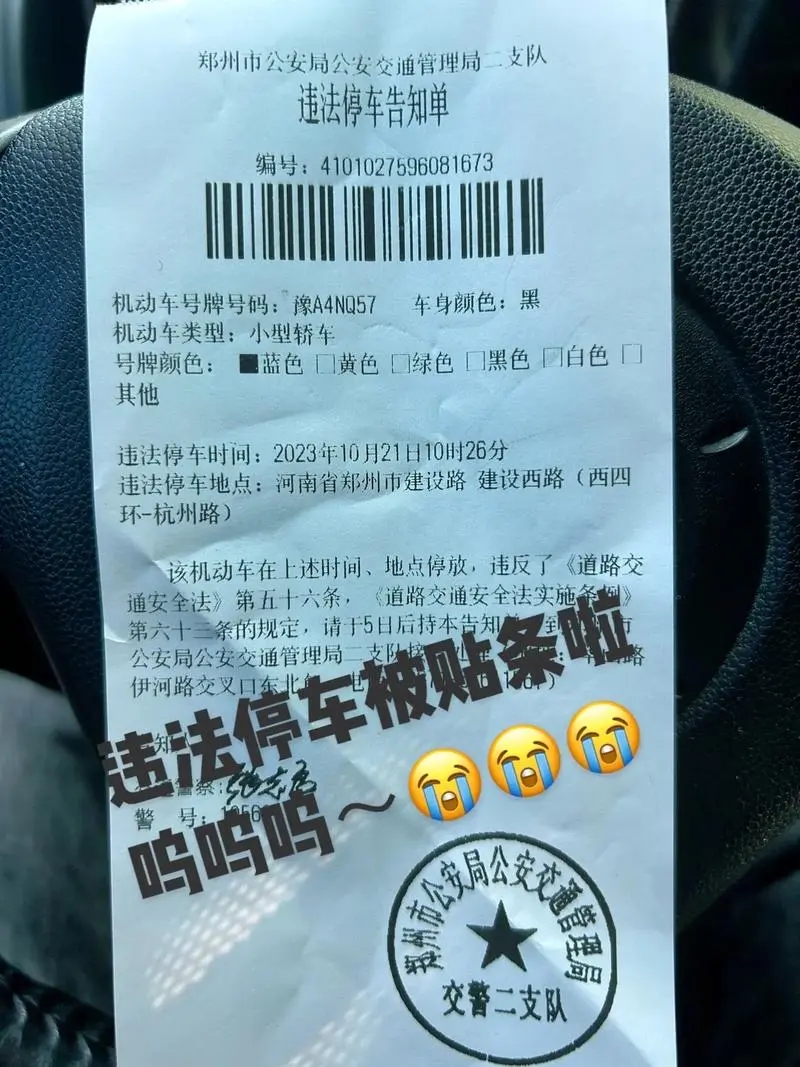 郑州市公安局公安交通管理局二支队
违法停车告知单
编号：4101027596081673
机动车号牌号码：豫A4NQ57 车身颜色：黑
机动车类型：小型轿车
号牌颜色：■蓝色 □黄色 □绿色 □黑色 □白色 □
其他
违法停车时间：2023年10月21日10时26分
违法停车地点：河南省郑州市建设路 建设西路（西四
环-杭州路）
该机动车在上述时间、地点停放，违反了《道路交
通安全法》第五十六条，《道路交通安全法实施条例》
第六十三条的规定，请于5日后持本告知
公安局公安交通管理局二支队接
伊河路交叉口东北角
违法停车被贴条啦
警察：
警 号：
呜呜呜～😭😭😭
郑州市公安局公安交通管理局
交警二支队